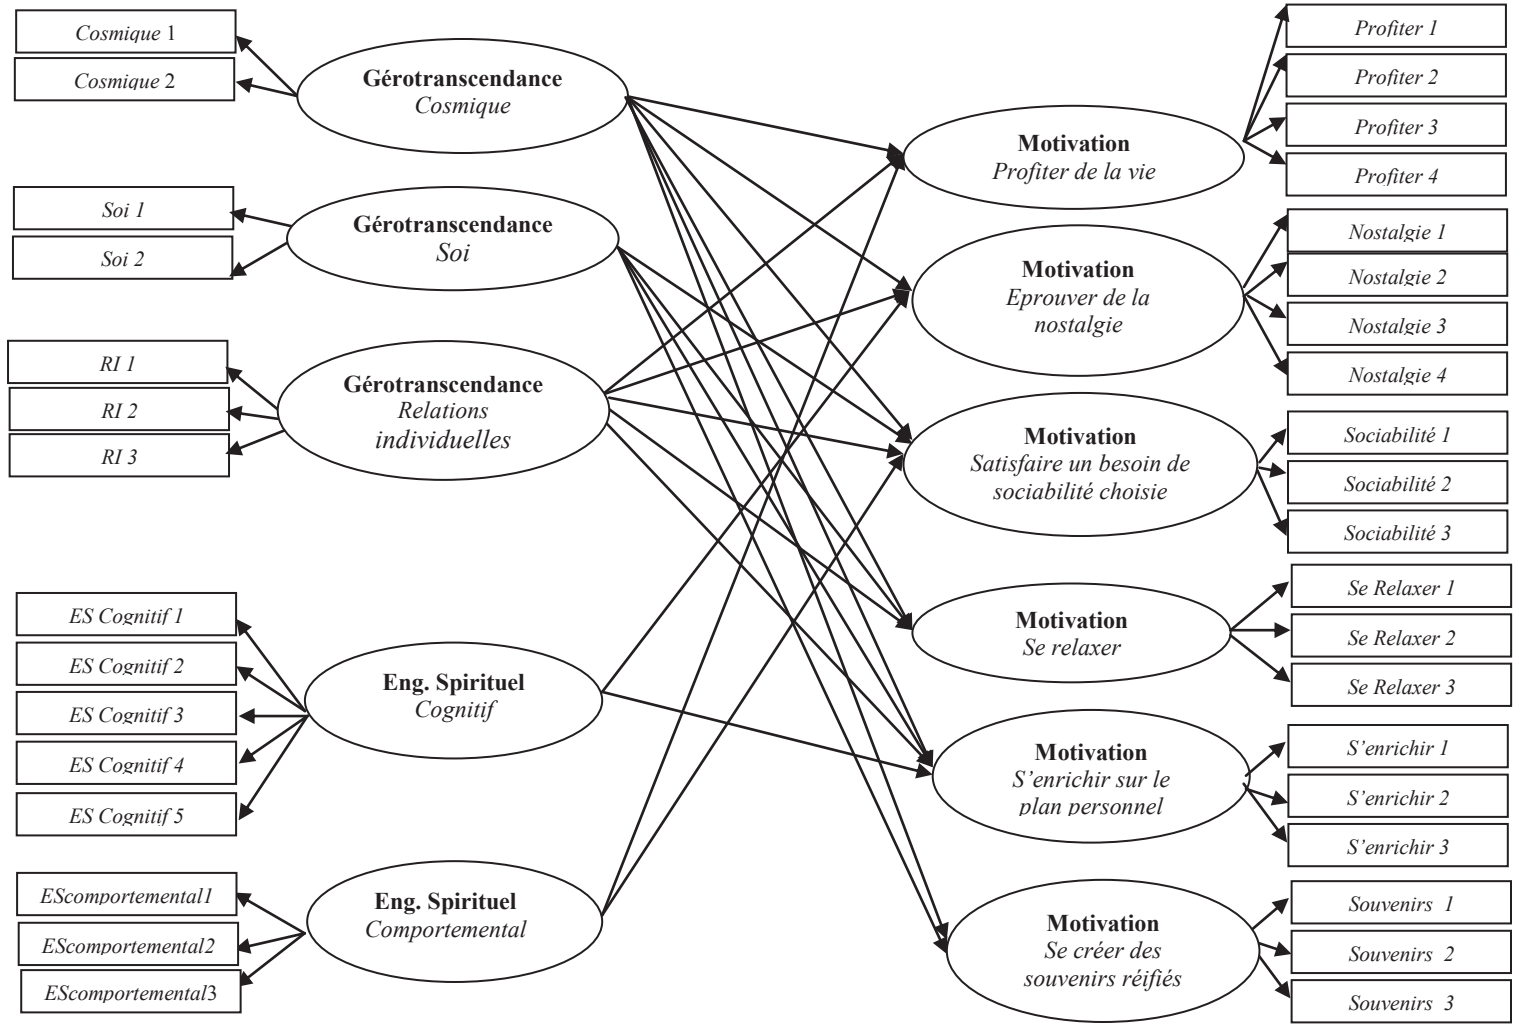 Cosmique 1
Cosmique 2
Gérotranscendance
Cosmique
Soi 1
Soi 2
Gérotranscendance
Soi
RI 1
RI 2
RI 3
Gérotranscendance
Relations
individuelles
ES Cognitif 1
ES Cognitif 2
ES Cognitif 3
ES Cognitif 4
ES Cognitif 5
Eng. Spirituel
Cognitif
EScomportemental1
EScomportemental2
EScomportemental3
Eng. Spirituel
Comportemental
Motivation
Profiter de la vie
Profiter 1
Profiter 2
Profiter 3
Profiter 4
Motivation
Eprouver de la
nostalgie
Nostalgie 1
Nostalgie 2
Nostalgie 3
Nostalgie 4
Motivation
Satisfaire un besoin de
sociabilité choisie
Sociabilité 1
Sociabilité 2
Sociabilité 3
Motivation
Se relaxer
Se Relaxer 1
Se Relaxer 2
Se Relaxer 3
Motivation
S'enrichir sur le
plan personnel
S'enrichir 1
S'enrichir 2
S'enrichir 3
Motivation
Se créer des
souvenirs réifiés
Souvenirs 1
Souvenirs 2
Souvenirs 3